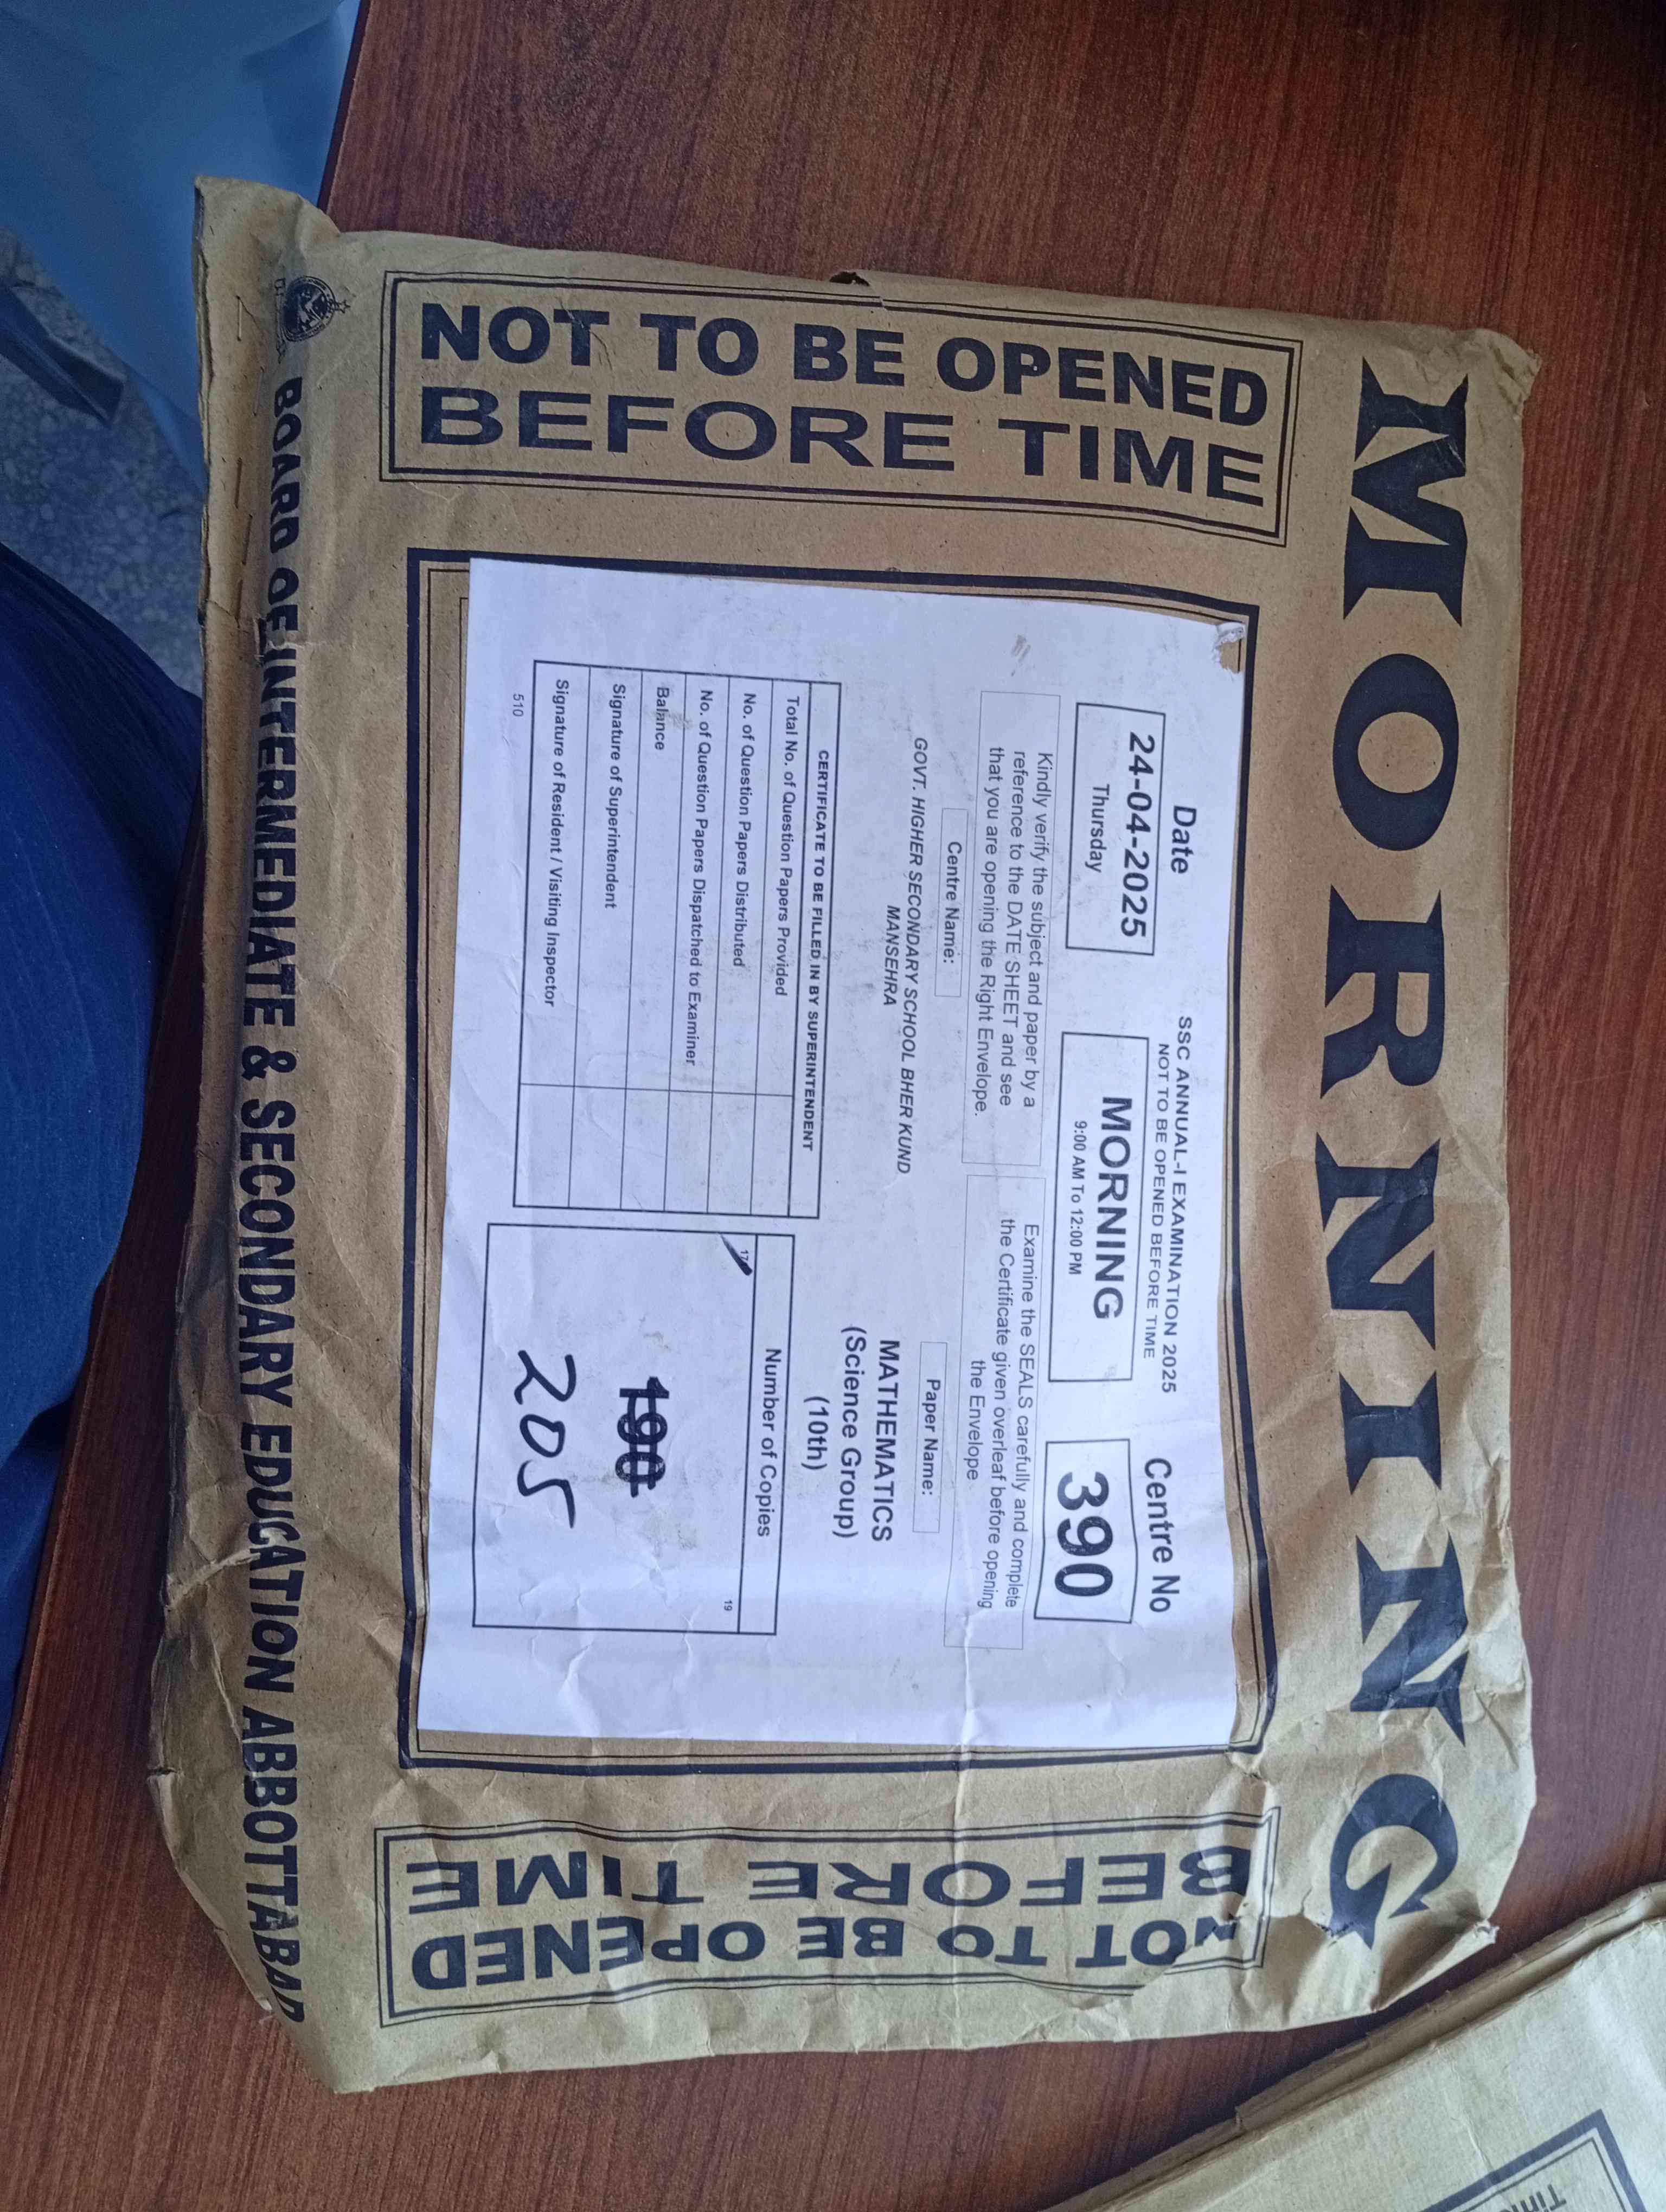 MORNING
NOT TO BE OPENED
BEFORE TIME
Date
24-04-2025
Thursday
SSC ANNUAL-I EXAMINATION 2025
NOT TO BE OPENED BEFORE TIME
MORNING
9:00 AM To 12:00 PM
Centre No
390
Kindly verify the subject and paper by a
reference to the DATE SHEET and see
that you are opening the Right Envelope.
Examine the SEALS carefully and complete
the Certificate given overleaf before opening
the Envelope
Centre Name:
GOVT. HIGHER SECONDARY SCHOOL BHER KUND
MANSEHRA
Paper Name:
MATHEMATICS
(Science Group)
(10th)
CERTIFICATE TO BE FILLED IN BY SUPERINTENDENT
Total No. of Question Papers Provided
No. of Question Papers Distributed
No. of Question Papers Dispatched to Examiner
Balance
Signature of Superintendent
Signature of Resident / Visiting Inspector
510
Number of Copies
17
19
190
205
NOT TO BE OPENED
BEFORE TIME
BOARD OF INTERMEDIATE & SECONDARY EDUCATION ABBOTTABAD